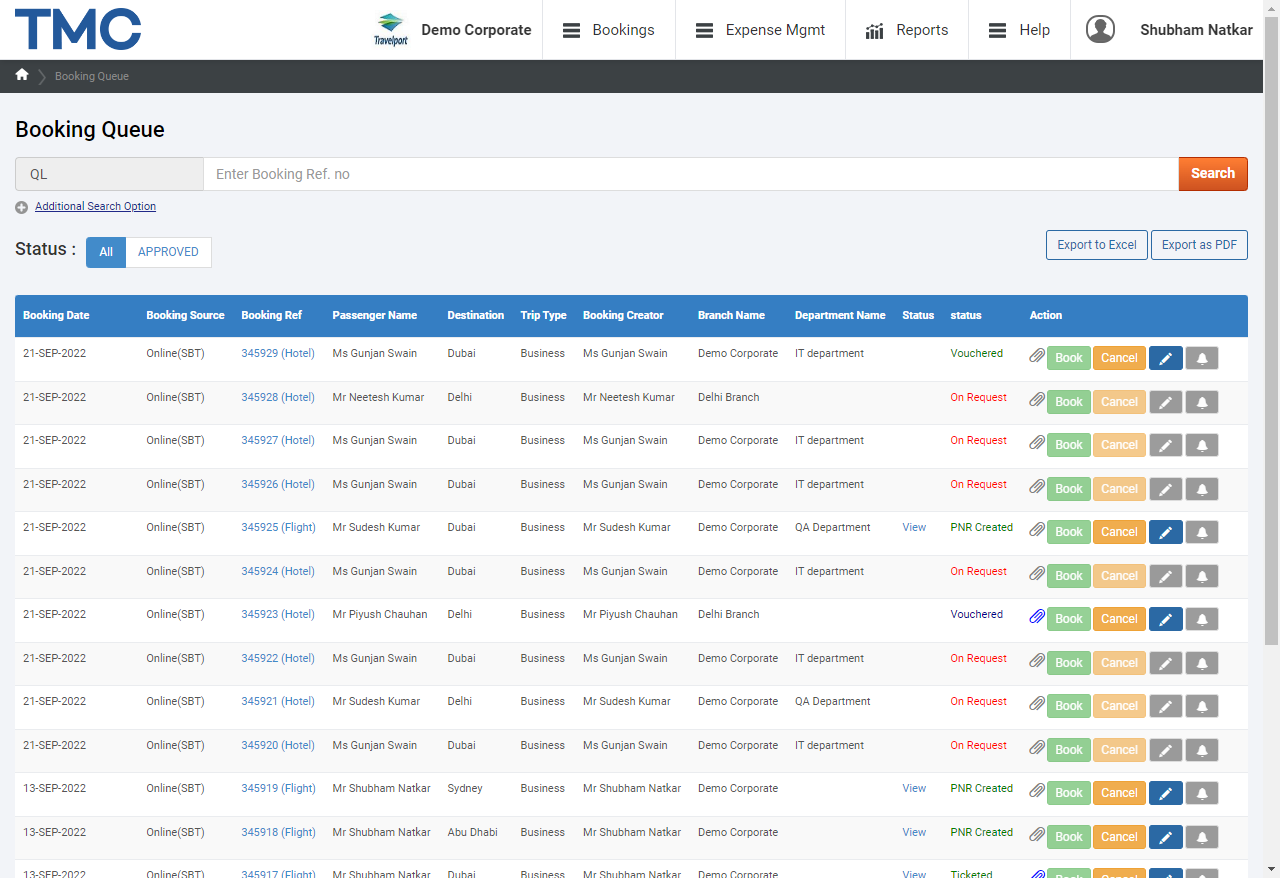 TMC
Travelport Demo Corporate Bookings Expense Mgmt Reports Help Shubham Natkar
Booking Queue
Booking Queue
QL Enter Booking Ref. no Search
Additional Search Option
Status : All APPROVED Export to Excel Export as PDF
Booking Date Booking Source Booking Ref Passenger Name Destination Trip Type Booking Creator Branch Name Department Name Status status Action
21-SEP-2022 Online(SBT) 345929 (Hotel) Ms Gunjan Swain Dubai Business Ms Gunjan Swain Demo Corporate IT department Vouchered Book Cancel
21-SEP-2022 Online(SBT) 345928 (Hotel) Mr Neetesh Kumar Delhi Business Mr Neetesh Kumar Delhi Branch On Request Book Cancel
21-SEP-2022 Online(SBT) 345927 (Hotel) Ms Gunjan Swain Dubai Business Ms Gunjan Swain Demo Corporate IT department On Request Book Cancel
21-SEP-2022 Online(SBT) 345926 (Hotel) Ms Gunjan Swain Dubai Business Ms Gunjan Swain Demo Corporate IT department On Request Book Cancel
21-SEP-2022 Online(SBT) 345925 (Flight) Mr Sudesh Kumar Dubai Business Mr Sudesh Kumar Demo Corporate QA Department View PNR Created Book Cancel
21-SEP-2022 Online(SBT) 345924 (Hotel) Ms Gunjan Swain Dubai Business Ms Gunjan Swain Demo Corporate IT department On Request Book Cancel
21-SEP-2022 Online(SBT) 345923 (Hotel) Mr Piyush Chauhan Delhi Business Mr Piyush Chauhan Delhi Branch Vouchered Book Cancel
21-SEP-2022 Online(SBT) 345922 (Hotel) Ms Gunjan Swain Dubai Business Ms Gunjan Swain Demo Corporate IT department On Request Book Cancel
21-SEP-2022 Online(SBT) 345921 (Hotel) Mr Sudesh Kumar Delhi Business Mr Sudesh Kumar Demo Corporate QA Department On Request Book Cancel
21-SEP-2022 Online(SBT) 345920 (Hotel) Ms Gunjan Swain Dubai Business Ms Gunjan Swain Demo Corporate IT department On Request Book Cancel
13-SEP-2022 Online(SBT) 345919 (Flight) Mr Shubham Natkar Sydney Business Mr Shubham Natkar Demo Corporate View PNR Created Book Cancel
13-SEP-2022 Online(SBT) 345918 (Flight) Mr Shubham Natkar Abu Dhabi Business Mr Shubham Natkar Demo Corporate View PNR Created Book Cancel
13-SEP-2022 Online(SBT) 345917 (Flight) Mr Shubham Natkar Dubai Business Mr Shubham Natkar Demo Corporate View Ticketed Book Cancel